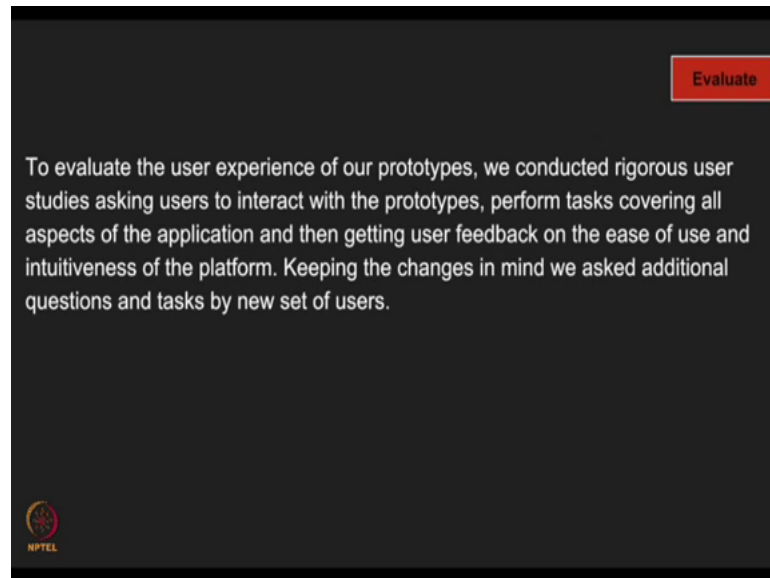 Evaluate
To evaluate the user experience of our prototypes, we conducted rigorous user
studies asking users to interact with the prototypes, perform tasks covering all
aspects of the application and then getting user feedback on the ease of use and
intuitiveness of the platform. Keeping the changes in mind we asked additional
questions and tasks by new set of users.
NPTEL